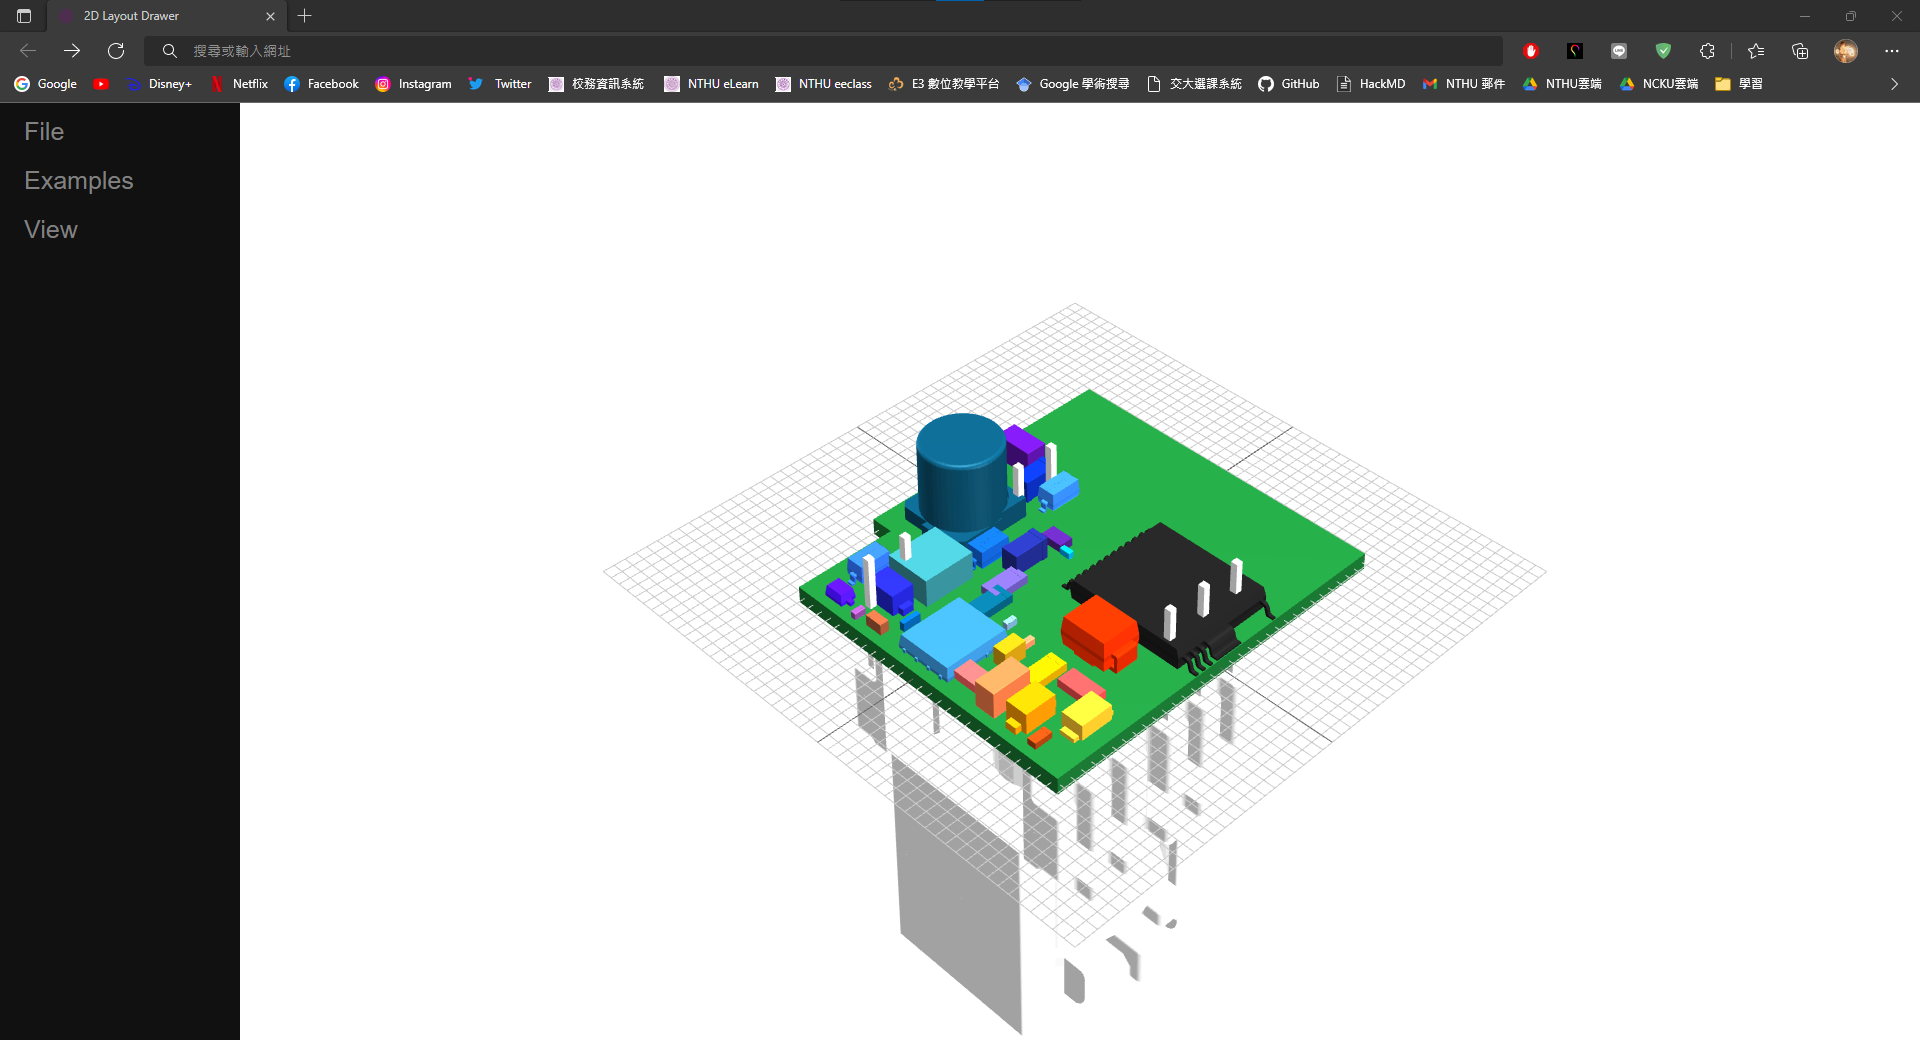 2D Layout Drawer
搜尋或輸入網址
Google Disney+ Netflix Facebook Instagram Twitter 校務資訊系統 NTHU eLearn NTHU eeclass E3 數位教學平台 Google 學術搜尋 交大選課系統 GitHub HackMD NTHU 郵件 NTHU雲端 NCKU雲端 學習
File
Examples
View